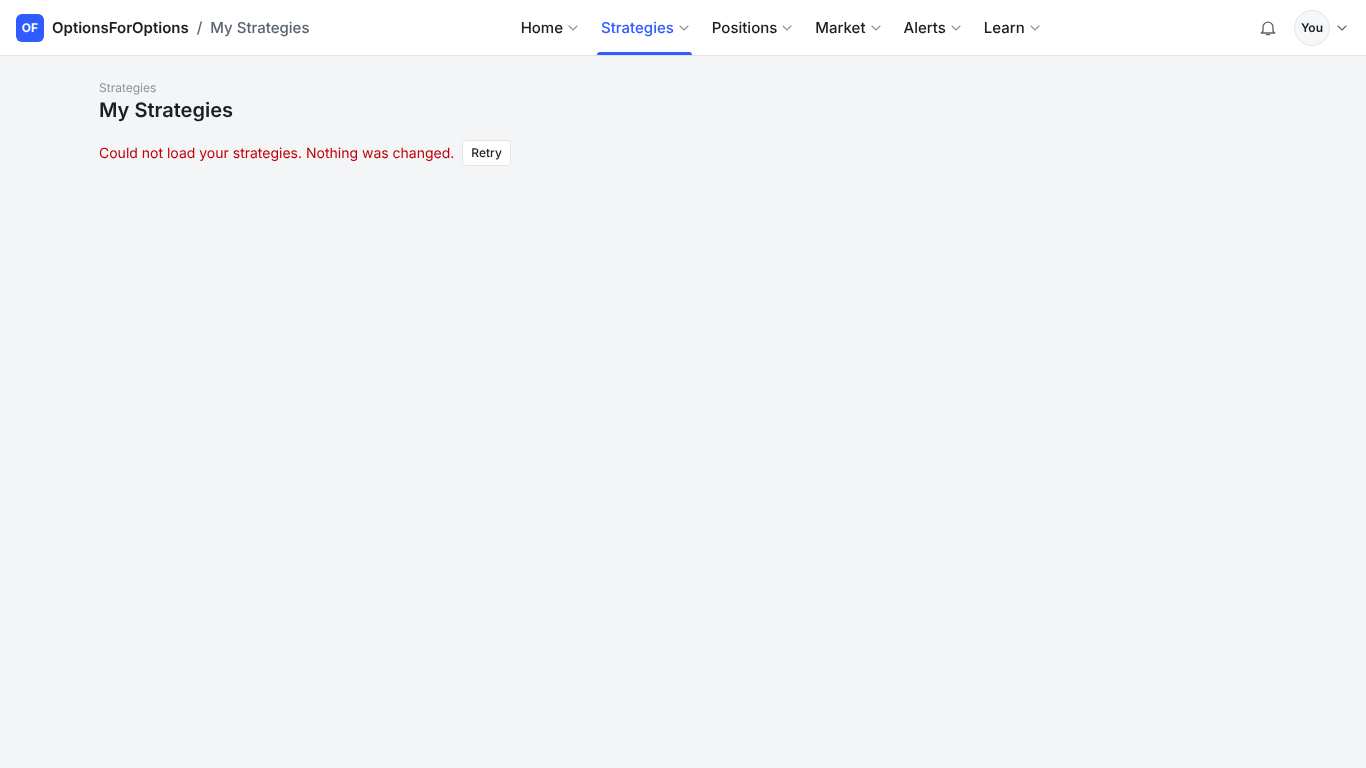 OF OptionsForOptions / My Strategies Home Strategies Positions Market Alerts Learn You
Strategies
My Strategies
Could not load your strategies. Nothing was changed. Retry